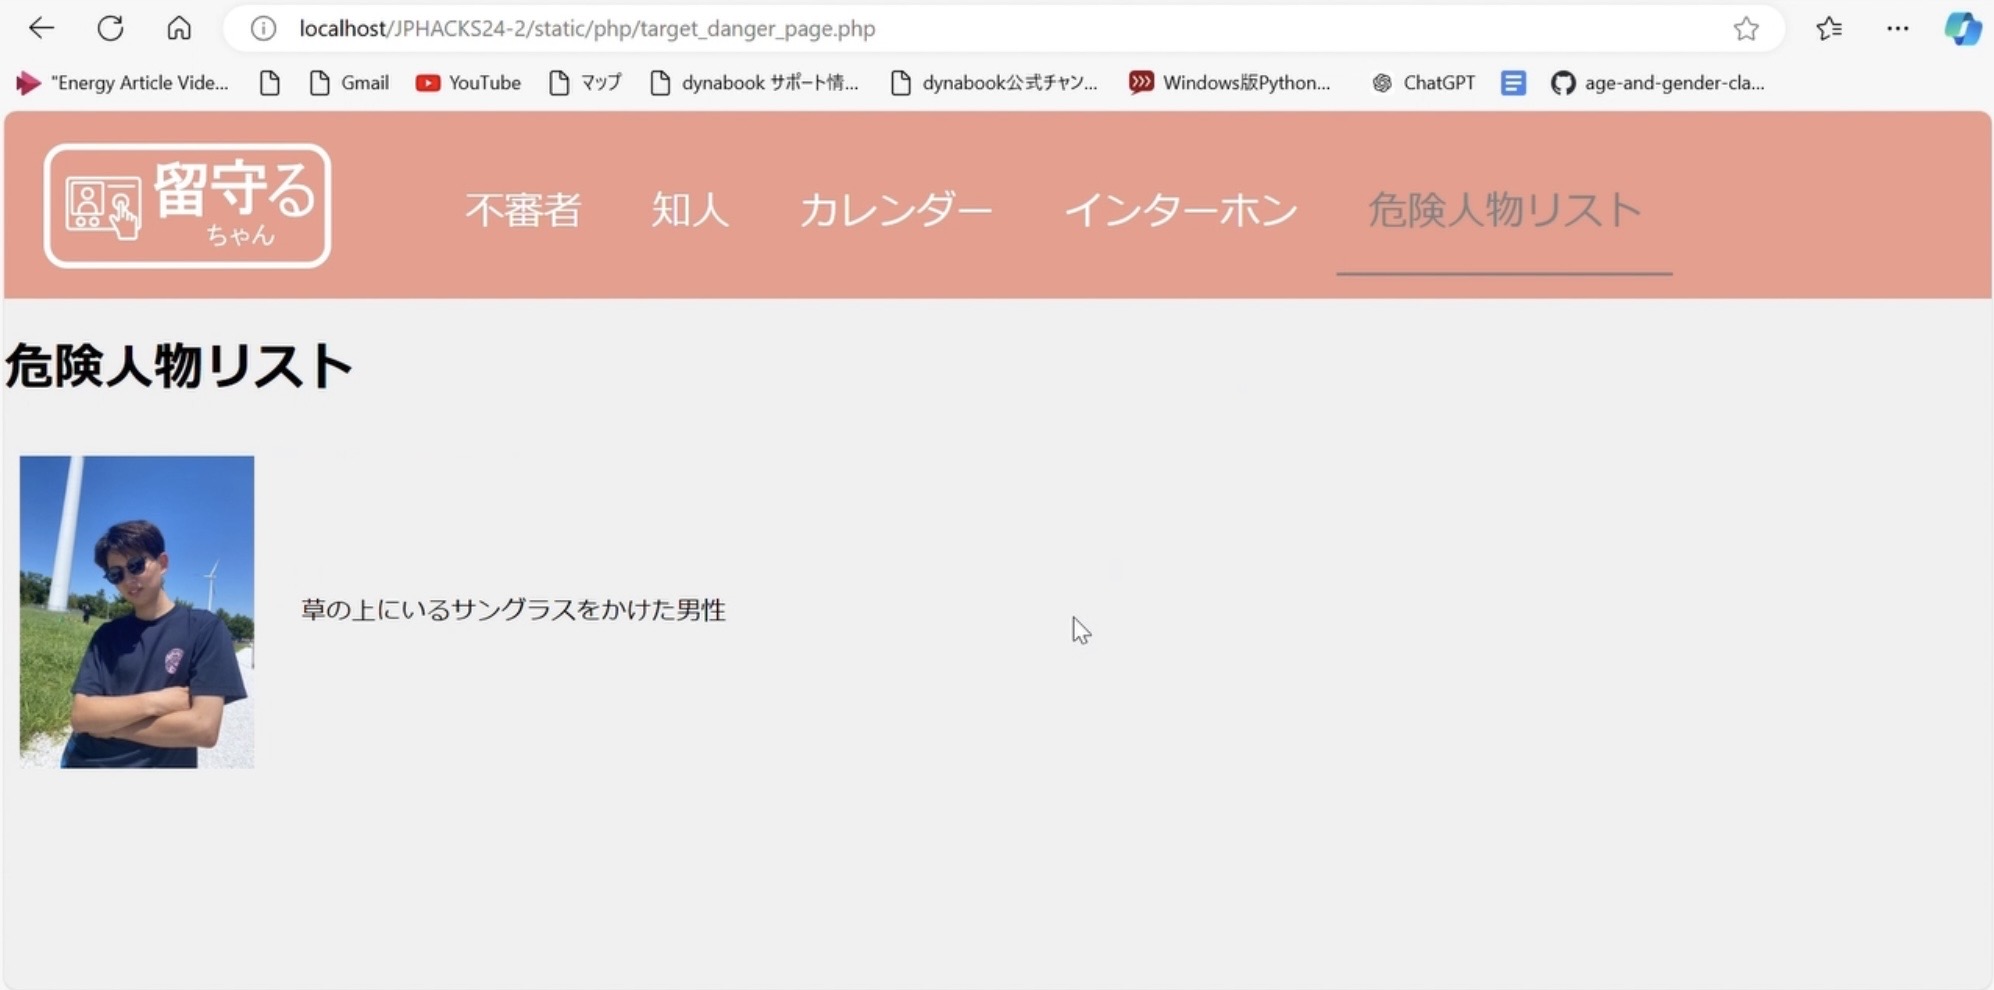 localhost/JPHACKS24-2/static/php/target_danger_page.php
"Energy Article Vide... Gmail YouTube マップ dynabook サポート情... dynabook公式チャン... Windows版Python... ChatGPT age-and-gender-cla...
留守る
ちゃん
不審者 知人 カレンダー インターホン 危険人物リスト
危険人物リスト
草の上にいるサングラスをかけた男性